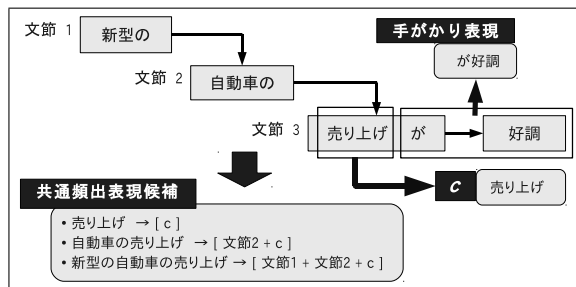 文節 1
新型の
手がかり表現
が好調
文節 2
自動車の
文節 3
売り上げ
が
好調
c
売り上げ
共通頻出表現候補
・売り上げ → [ c ]
・自動車の売り上げ → [ 文節2 + c ]
・新型の自動車の売り上げ → [ 文節1 + 文節2 + c ]